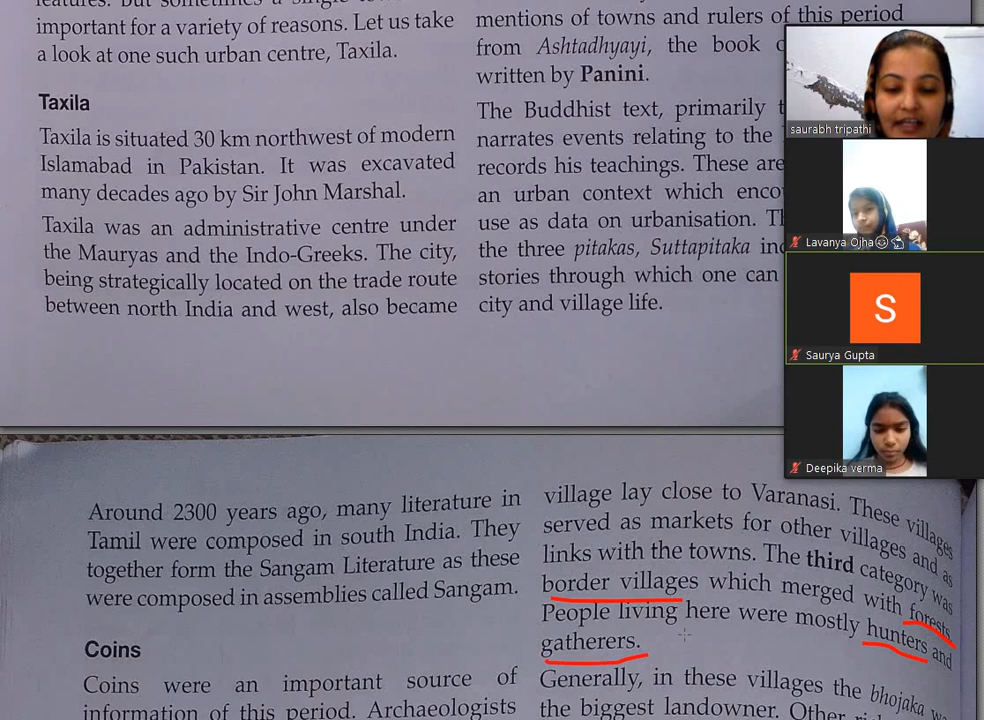 important for a variety of reasons. Let us take
a look at one such urban centre, Taxila.
Taxila
Taxila is situated 30 km northwest of modern
Islamabad in Pakistan. It was excavated
many decades ago by Sir John Marshal.
Taxila was an administrative centre under
the Mauryas and the Indo-Greeks. The city,
being strategically located on the trade route
between north India and west, also became
mentions of towns and rulers of this period
from Ashtadhyayi, the book
written by Panini.
The Buddhist text, primarily
narrates events relating to the
records his teachings. These are
an urban context which
use as data on urbanisation.
the three pitakas, Suttapitaka
stories through which one can
city and village life.
saurabh tripathi
Lavanya Ojha
S
Saurya Gupta
Deepika verma
Around 2300 years ago, many literature in
Tamil were composed in south India. They
together form the Sangam Literature as these
were composed in assemblies called Sangam.
Coins
Coins were an important source of
information of this period. Archaeologists
village lay close to Varanasi. These villages
served as markets for other villages and as
links with the towns. The third category was
border villages which merged with forests.
People living here were mostly hunters and
gatherers.
Generally, in these villages the bhojaka
the biggest landowner. Other